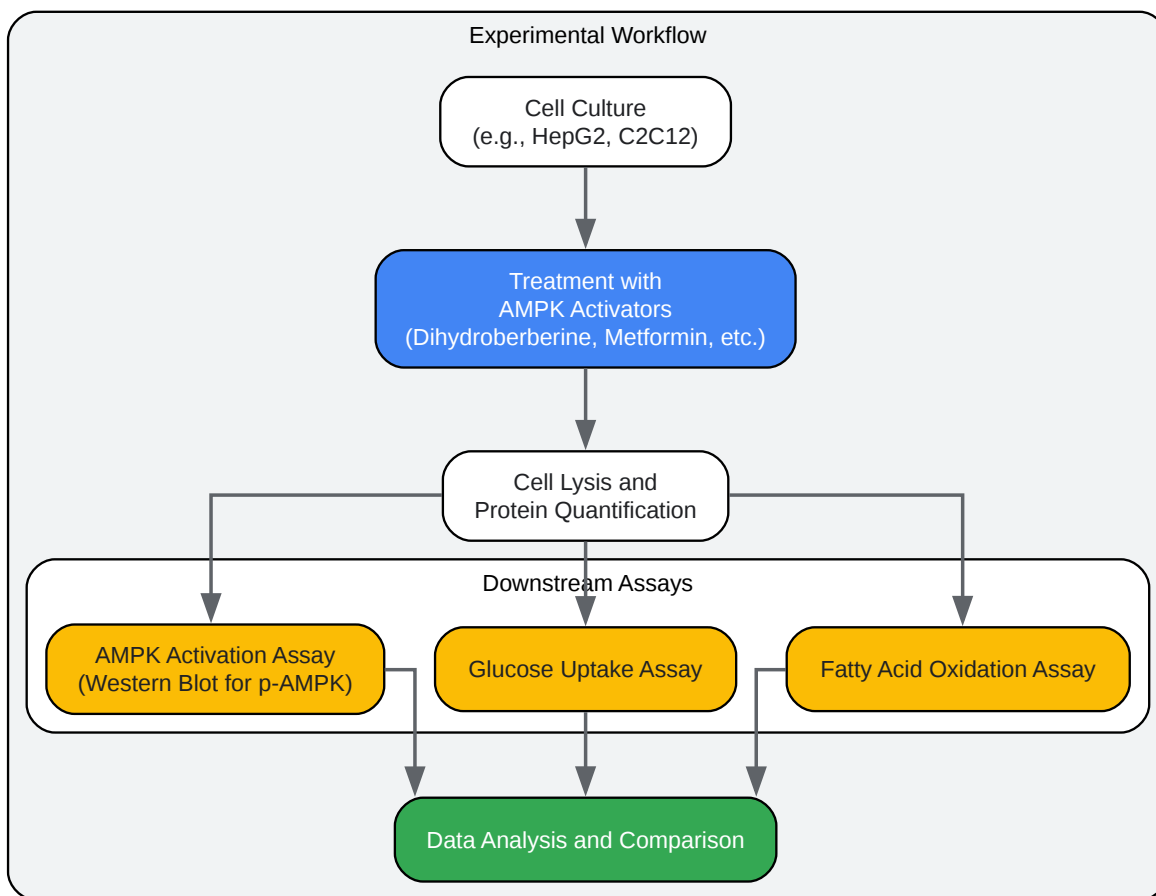 Experimental Workflow
Cell Culture
(e.g., HepG2, C2C12)
Treatment with
AMPK Activators
(Dihydroberberine, Metformin, etc.)
Cell Lysis and
Protein Quantification
Downstream Assays
AMPK Activation Assay
(Western Blot for p-AMPK)
Glucose Uptake Assay
Fatty Acid Oxidation Assay
Data Analysis and Comparison